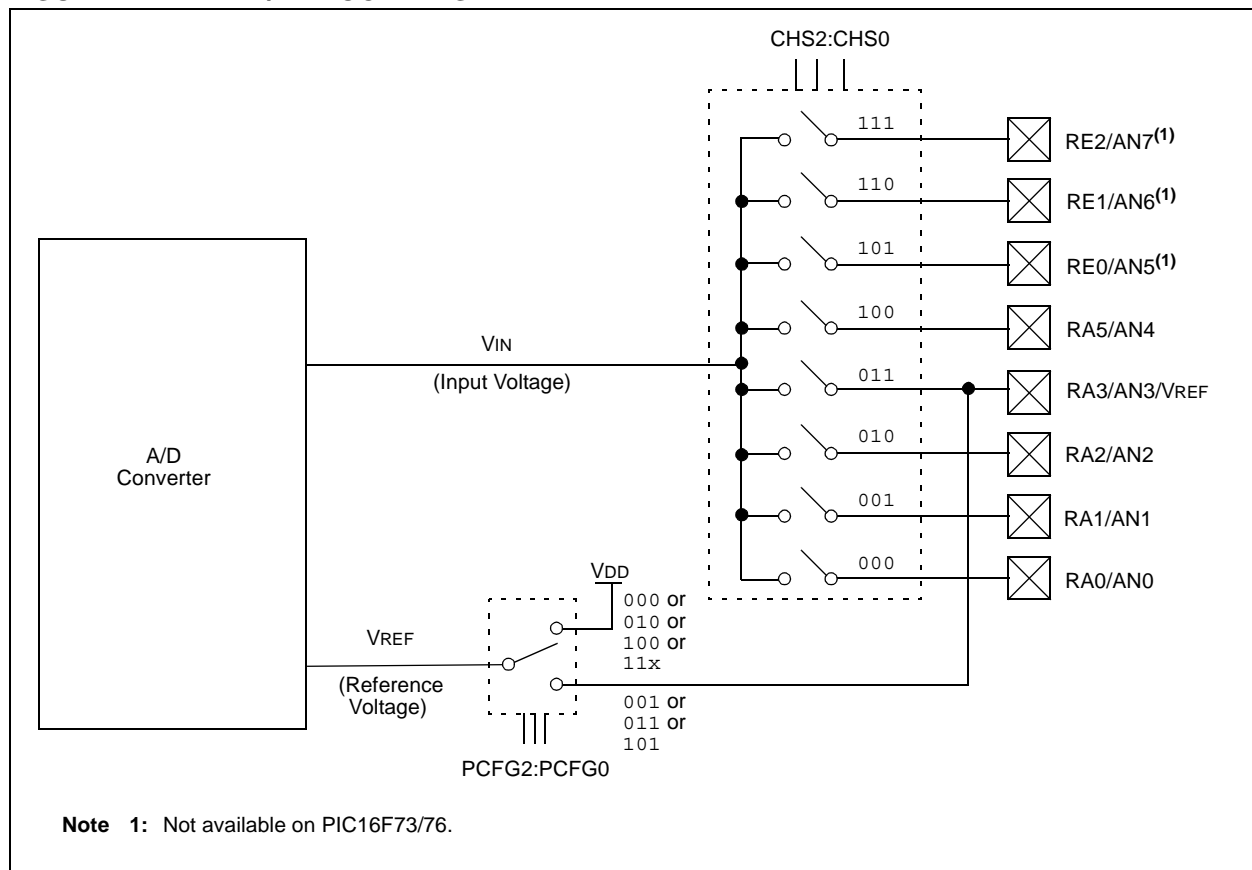 CHS2:CHS0
111
RE2/AN7(1)
110
RE1/AN6(1)
101
RE0/AN5(1)
100
RA5/AN4
VIN
(Input Voltage)
011
RA3/AN3/VREF
A/D
Converter
010
RA2/AN2
001
RA1/AN1
000
RA0/AN0
VDD
000 or
010 or
100 or
11x
VREF
(Reference
Voltage)
001 or
011 or
101
PCFG2:PCFG0
Note 1: Not available on PIC16F73/76.